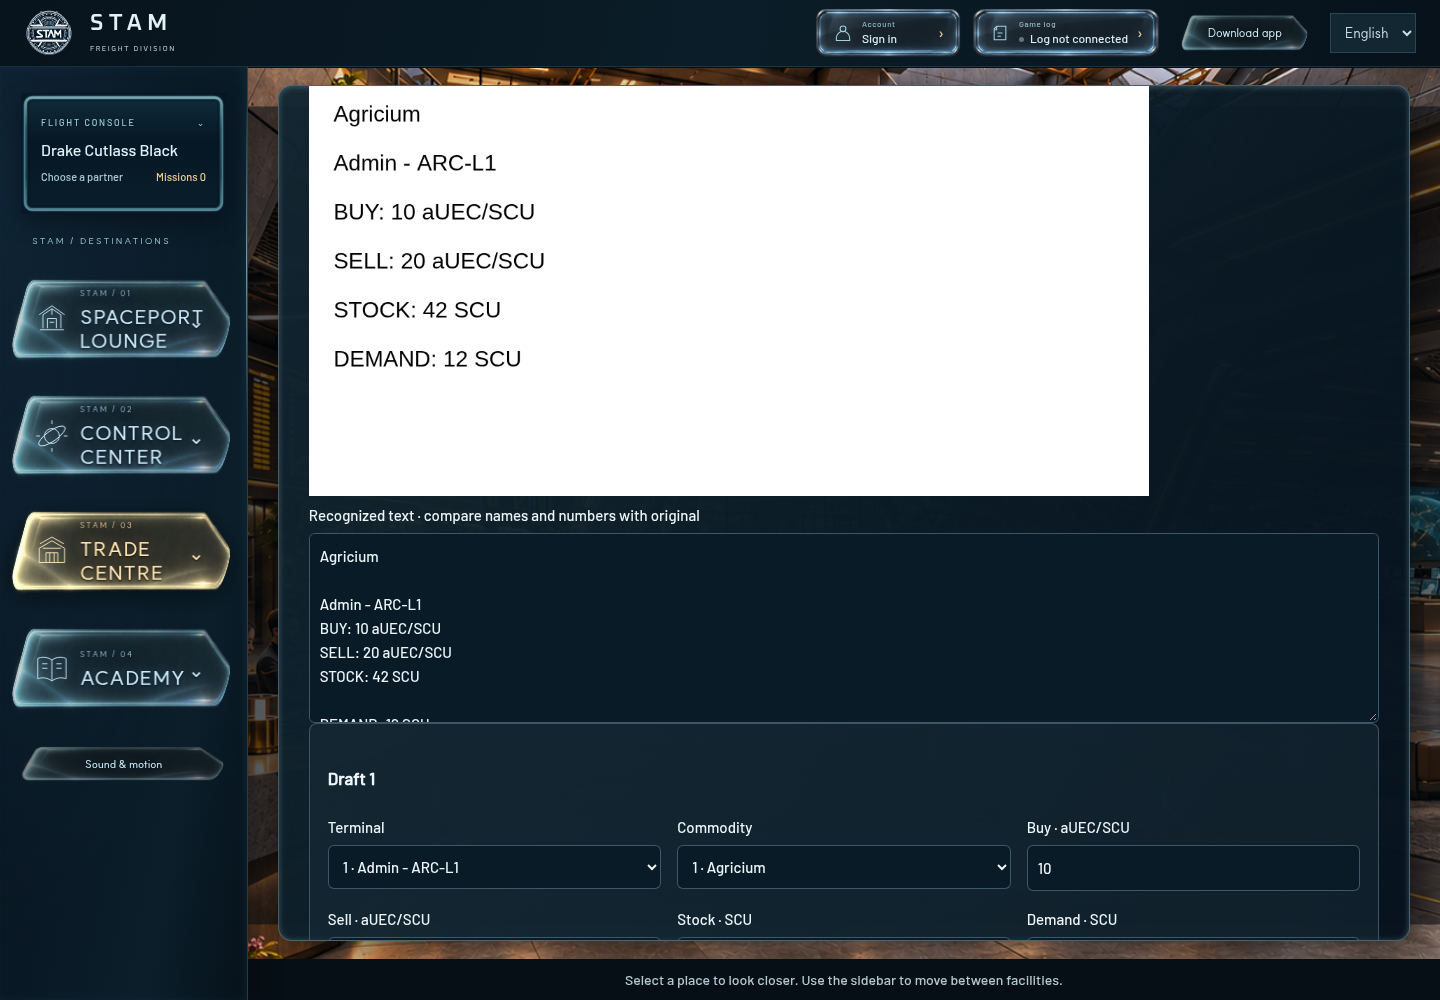 STAM
STAM
FREIGHT DIVISION
Account
Sign in
Game log
Log not connected
Download app
English
FLIGHT CONSOLE
Drake Cutlass Black
Choose a partner
Missions 0
STAM / DESTINATIONS
STAM / 01
SPACEPORT
LOUNGE
STAM / 02
CONTROL
CENTER
STAM / 03
TRADE
CENTRE
STAM / 04
ACADEMY
Sound & motion
Agricium
Admin - ARC-L1
BUY: 10 aUEC/SCU
SELL: 20 aUEC/SCU
STOCK: 42 SCU
DEMAND: 12 SCU
Recognized text · compare names and numbers with original
Agricium
Admin - ARC-L1
BUY: 10 aUEC/SCU
SELL: 20 aUEC/SCU
STOCK: 42 SCU
Draft 1
Terminal
Commodity
Buy · aUEC/SCU
1 · Admin - ARC-L1
1 · Agricium
10
Sell · aUEC/SCU
Stock · SCU
Demand · SCU
Select a place to look closer. Use the sidebar to move between facilities.